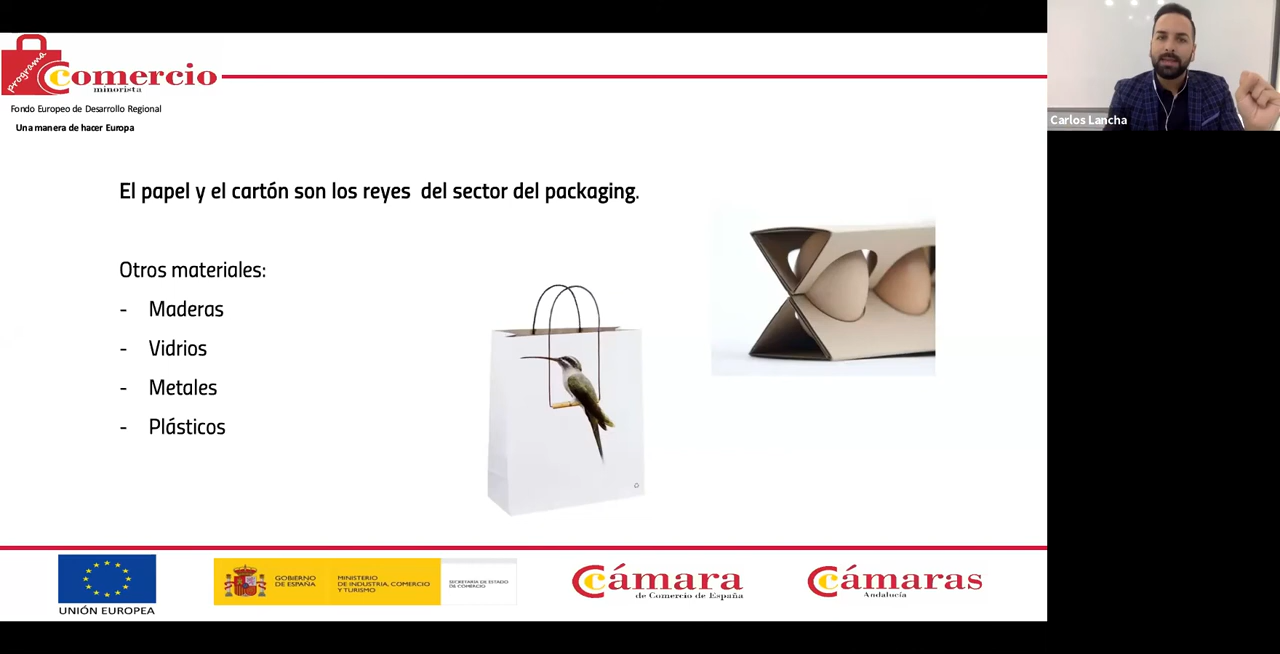 programa
Comercio
minorista
Fondo Europeo de Desarrollo Regional
Una manera de hacer Europa
Carlos Lancha
El papel y el cartón son los reyes del sector del packaging.
Otros materiales:
- Maderas
- Vidrios
- Metales
- Plásticos
UNIÓN EUROPEA
GOBIERNO
DE ESPAÑA
MINISTERIO
DE INDUSTRIA, COMERCIO
Y TURISMO
SECRETARÍA DE ESTADO
DE COMERCIO
Cámara
de Comercio de España
Cámaras
Andalucía